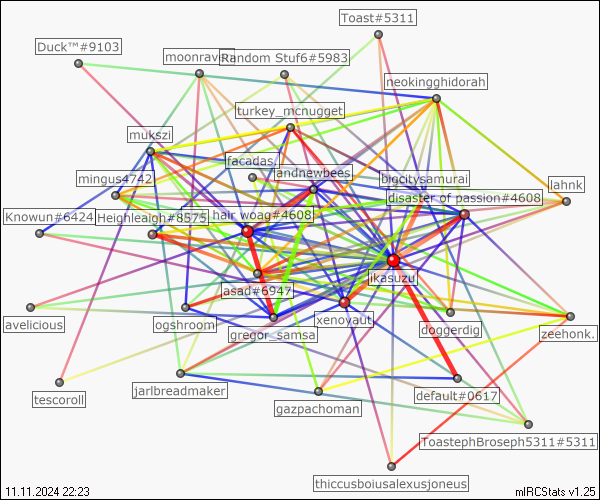 Toast#5311
Duck™#9103
moonraven
Random Stuf6#5983
neokingghidorah
turkey_mcnugget
mukszi
facadas_
andnewbees
bigcitysamurai
mingus4742
lahnk
disaster of passion#4608
Knowun#6424
Heighleaigh#8575
hair woag#4608
ikasuzu
asad#6947
avelicious
ogshroom
gregor_samsa
xenoyaut_
doggerdig
zeehonk.
tescoroll
jarlbreadmaker
gazpachoman
default#0617
ToastephBroseph5311#5311
thiccusboiusalexusjoneus
11.11.2024 22:23
mIRCStats v1.25